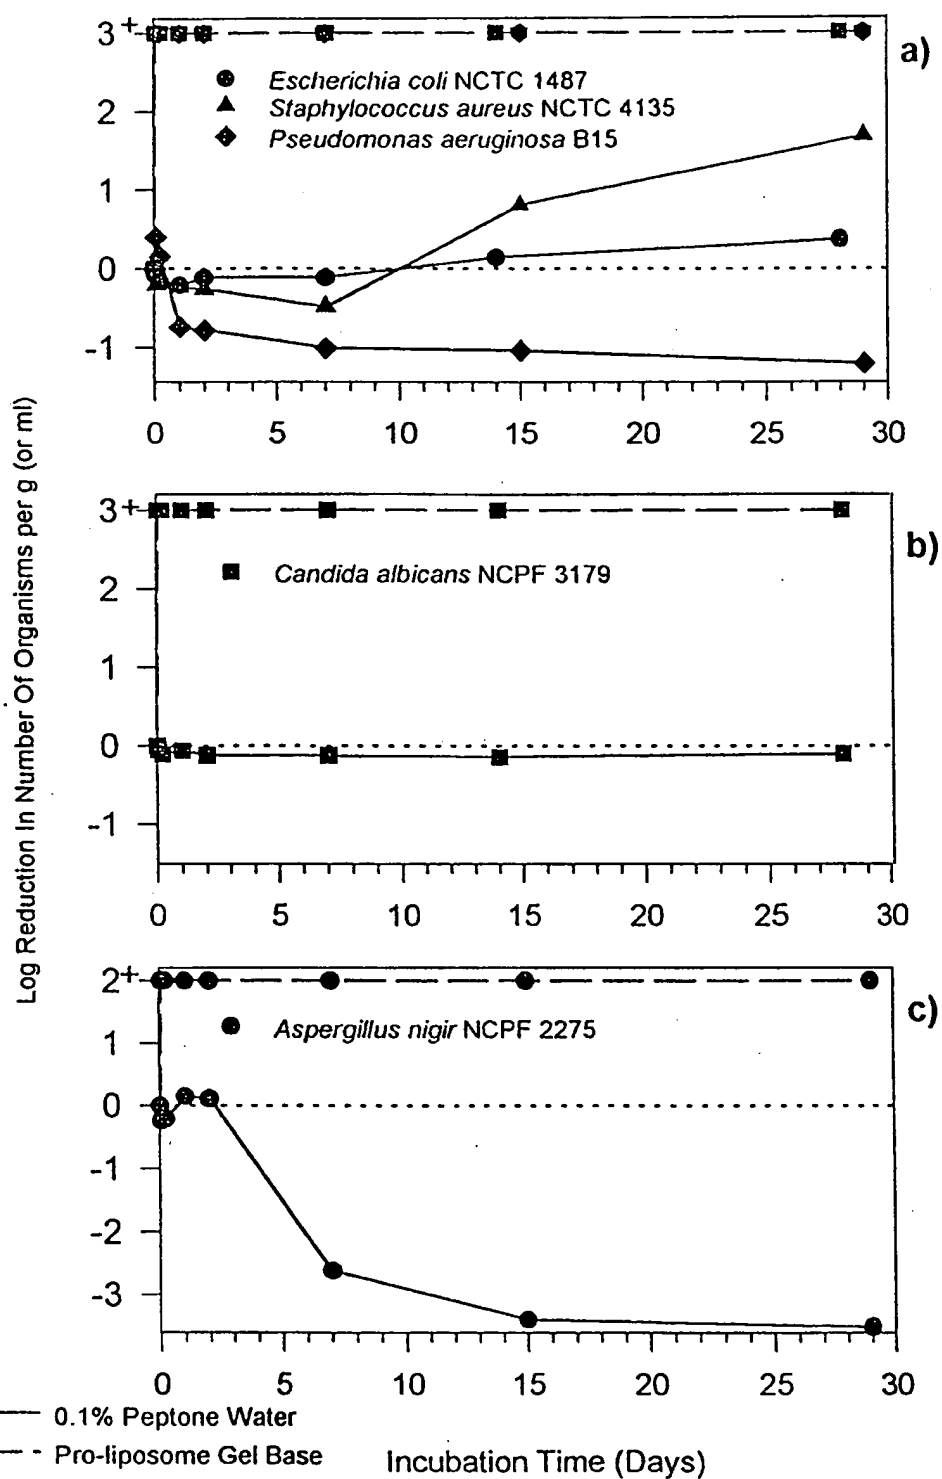 Log Reduction In Number Of Organisms per g (or ml)
3+
2
1
0
-1
a)
Escherichia coli NCTC 1487
Staphylococcus aureus NCTC 4135
Pseudomonas aeruginosa B15
0 5 10 15 20 25 30
3+
2
1
0
-1
b)
Candida albicans NCPF 3179
0 5 10 15 20 25 30
2+
1
0
-1
-2
-3
c)
Aspergillus nigir NCPF 2275
0 5 10 15 20 25 30
0.1% Peptone Water
Pro-liposome Gel Base
Incubation Time (Days)